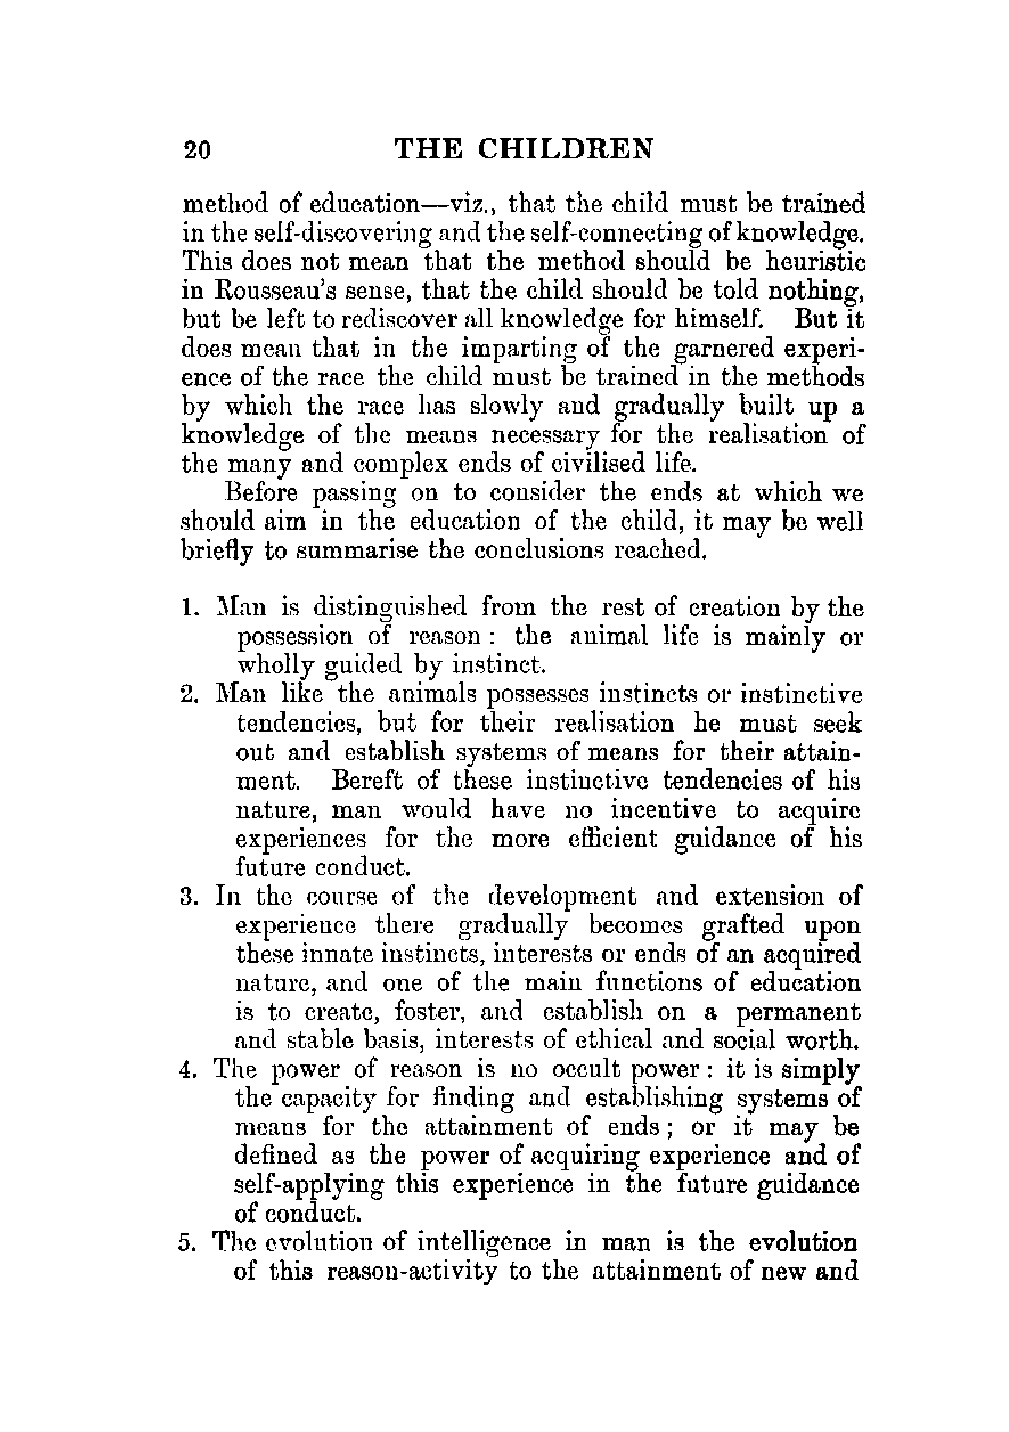 20 THE CHILDREN
method of education—viz., that the child must be trained
in the self-discovering and the self-connecting of knowledge.
This does not mean that the method should be heuristic
in Rousseau's sense, that the child should be told nothing,
but be left to rediscover all knowledge for himself. But it
does mean that in the imparting of the garnered experi-
ence of the race the child must be trained in the methods
by which the race has slowly and gradually built up a
knowledge of the means necessary for the realisation of
the many and complex ends of civilised life.
Before passing on to consider the ends at which we
should aim in the education of the child, it may be well
briefly to summarise the conclusions reached.
1. Man is distinguished from the rest of creation by the
possession of reason : the animal life is mainly or
wholly guided by instinct.
2. Man like the animals possesses instincts or instinctive
tendencies, but for their realisation he must seek
out and establish systems of means for their attain-
ment. Bereft of these instinctive tendencies of his
nature, man would have no incentive to acquire
experiences for the more efficient guidance of his
future conduct.
3. In the course of the development and extension of
experience there gradually becomes grafted upon
these innate instincts, interests or ends of an acquired
nature, and one of the main functions of education
is to create, foster, and establish on a permanent
and stable basis, interests of ethical and social worth.
4. The power of reason is no occult power : it is simply
the capacity for finding and establishing systems of
means for the attainment of ends ; or it may be
defined as the power of acquiring experience and of
self-applying this experience in the future guidance
of conduct.
5. The evolution of intelligence in man is the evolution
of this reason-activity to the attainment of new and